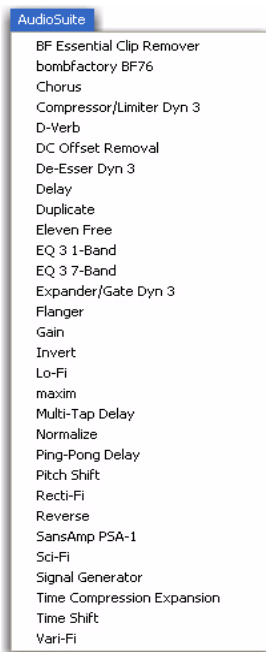 AudioSuite
BF Essential Clip Remover
bombfactory BF76
Chorus
Compressor/Limiter Dyn 3
D-Verb
DC Offset Removal
De-Esser Dyn 3
Delay
Duplicate
Eleven Free
EQ 3 1-Band
EQ 3 7-Band
Expander/Gate Dyn 3
Flanger
Gain
Invert
Lo-Fi
maxim
Multi-Tap Delay
Normalize
Ping-Pong Delay
Pitch Shift
Recti-Fi
Reverse
SansAmp PSA-1
Sci-Fi
Signal Generator
Time Compression Expansion
Time Shift
Vari-Fi